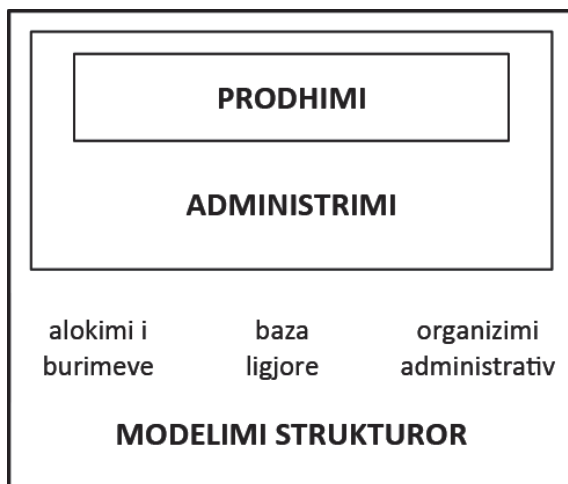 PRODHIMI
ADMINISTRIMI
alokimi i baza organizimi
burimeve ligjore administrativ
MODELIMI STRUKTUROR